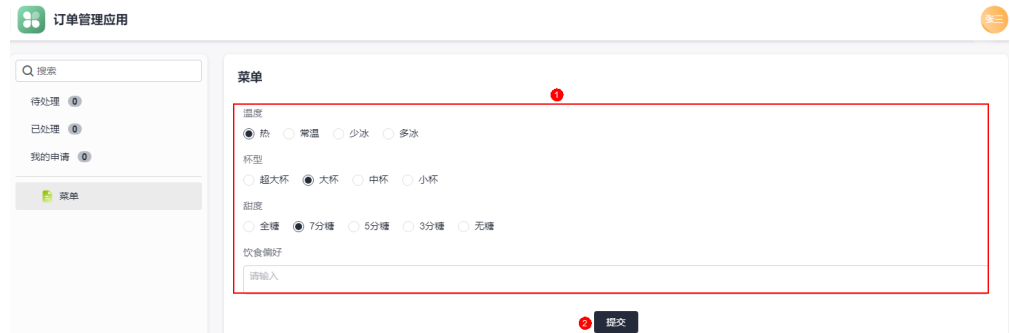 订单管理应用
张三
搜索
待处理 0
已处理 0
我的申请 0
菜单
菜单
1
温度
热 常温 少冰 多冰
杯型
超大杯 大杯 中杯 小杯
甜度
全糖 7分糖 5分糖 3分糖 无糖
饮食偏好
请输入
2 提交